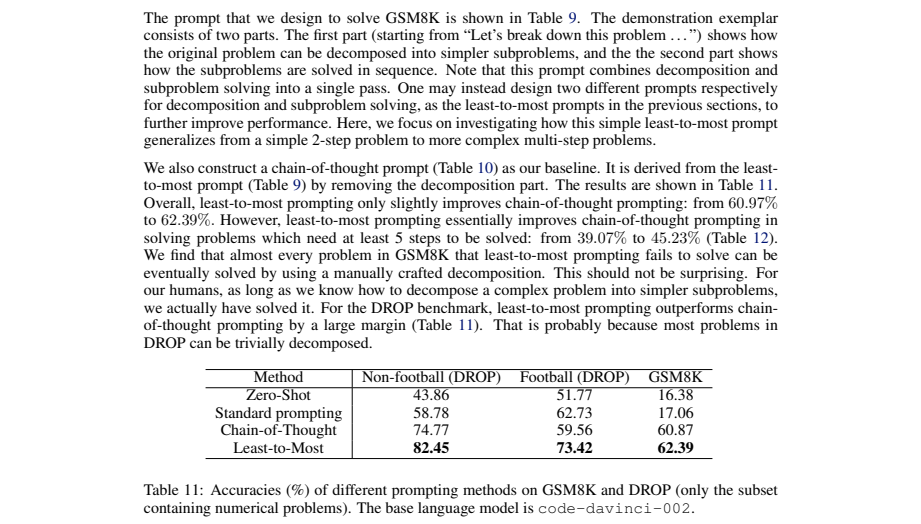 The prompt that we design to solve GSM8K is shown in Table 9. The demonstration exemplar
consists of two parts. The first part (starting from “Let’s break down this problem . . .”) shows how
the original problem can be decomposed into simpler subproblems, and the the second part shows
how the subproblems are solved in sequence. Note that this prompt combines decomposition and
subproblem solving into a single pass. One may instead design two different prompts respectively
for decomposition and subproblem solving, as the least-to-most prompts in the previous sections, to
further improve performance. Here, we focus on investigating how this simple least-to-most prompt
generalizes from a simple 2-step problem to more complex multi-step problems.
We also construct a chain-of-thought prompt (Table 10) as our baseline. It is derived from the least-
to-most prompt (Table 9) by removing the decomposition part. The results are shown in Table 11.
Overall, least-to-most prompting only slightly improves chain-of-thought prompting: from 60.97%
to 62.39%. However, least-to-most prompting essentially improves chain-of-thought prompting in
solving problems which need at least 5 steps to be solved: from 39.07% to 45.23% (Table 12).
We find that almost every problem in GSM8K that least-to-most prompting fails to solve can be
eventually solved by using a manually crafted decomposition. This should not be surprising. For
our humans, as long as we know how to decompose a complex problem into simpler subproblems,
we actually have solved it. For the DROP benchmark, least-to-most prompting outperforms chain-
of-thought prompting by a large margin (Table 11). That is probably because most problems in
DROP can be trivially decomposed.
Method Non-football (DROP) Football (DROP) GSM8K
Zero-Shot 43.86 51.77 16.38
Standard prompting 58.78 62.73 17.06
Chain-of-Thought 74.77 59.56 60.87
Least-to-Most 82.45 73.42 62.39
Table 11: Accuracies (%) of different prompting methods on GSM8K and DROP (only the subset
containing numerical problems). The base language model is code-davinci-002.